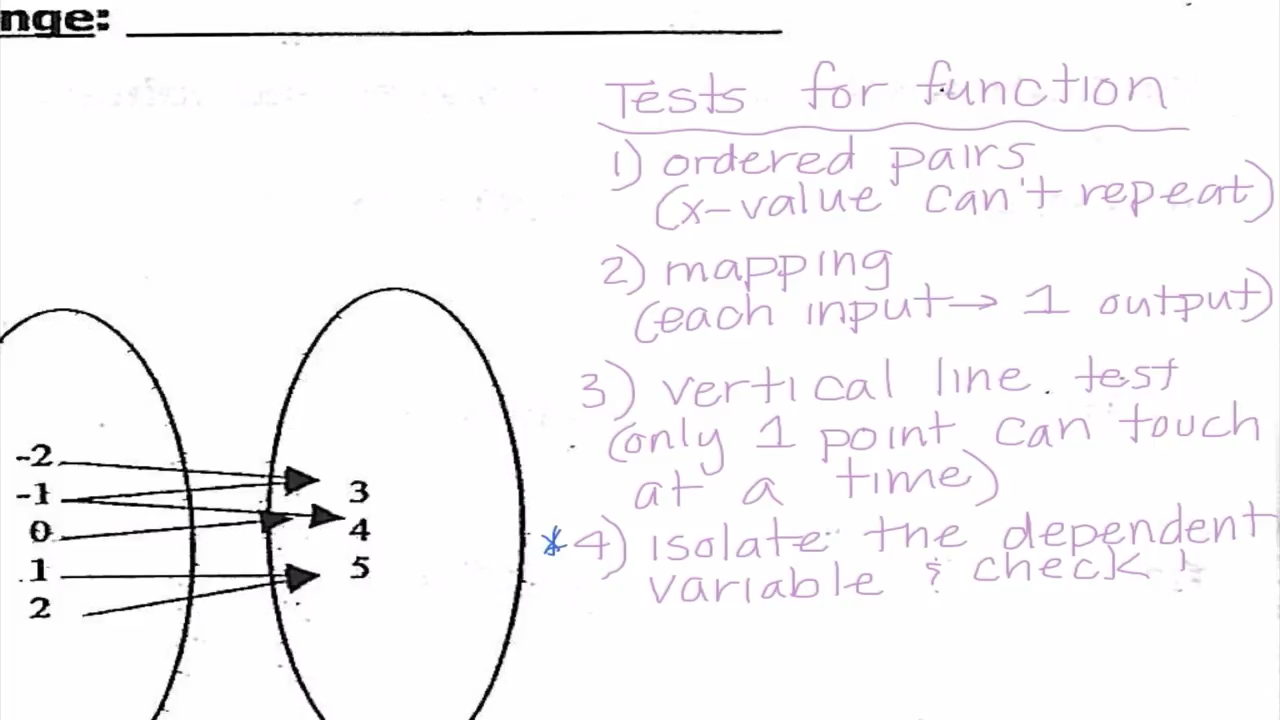 nge:
Tests for function
1) ordered pairs
(x-value can't repeat)
2) mapping
(each input→ 1 output)
3) vertical line test
(only 1 point can touch
at a time)
*4) isolate the dependent
variable & check
-2
-1
0
1
2
3
4
5